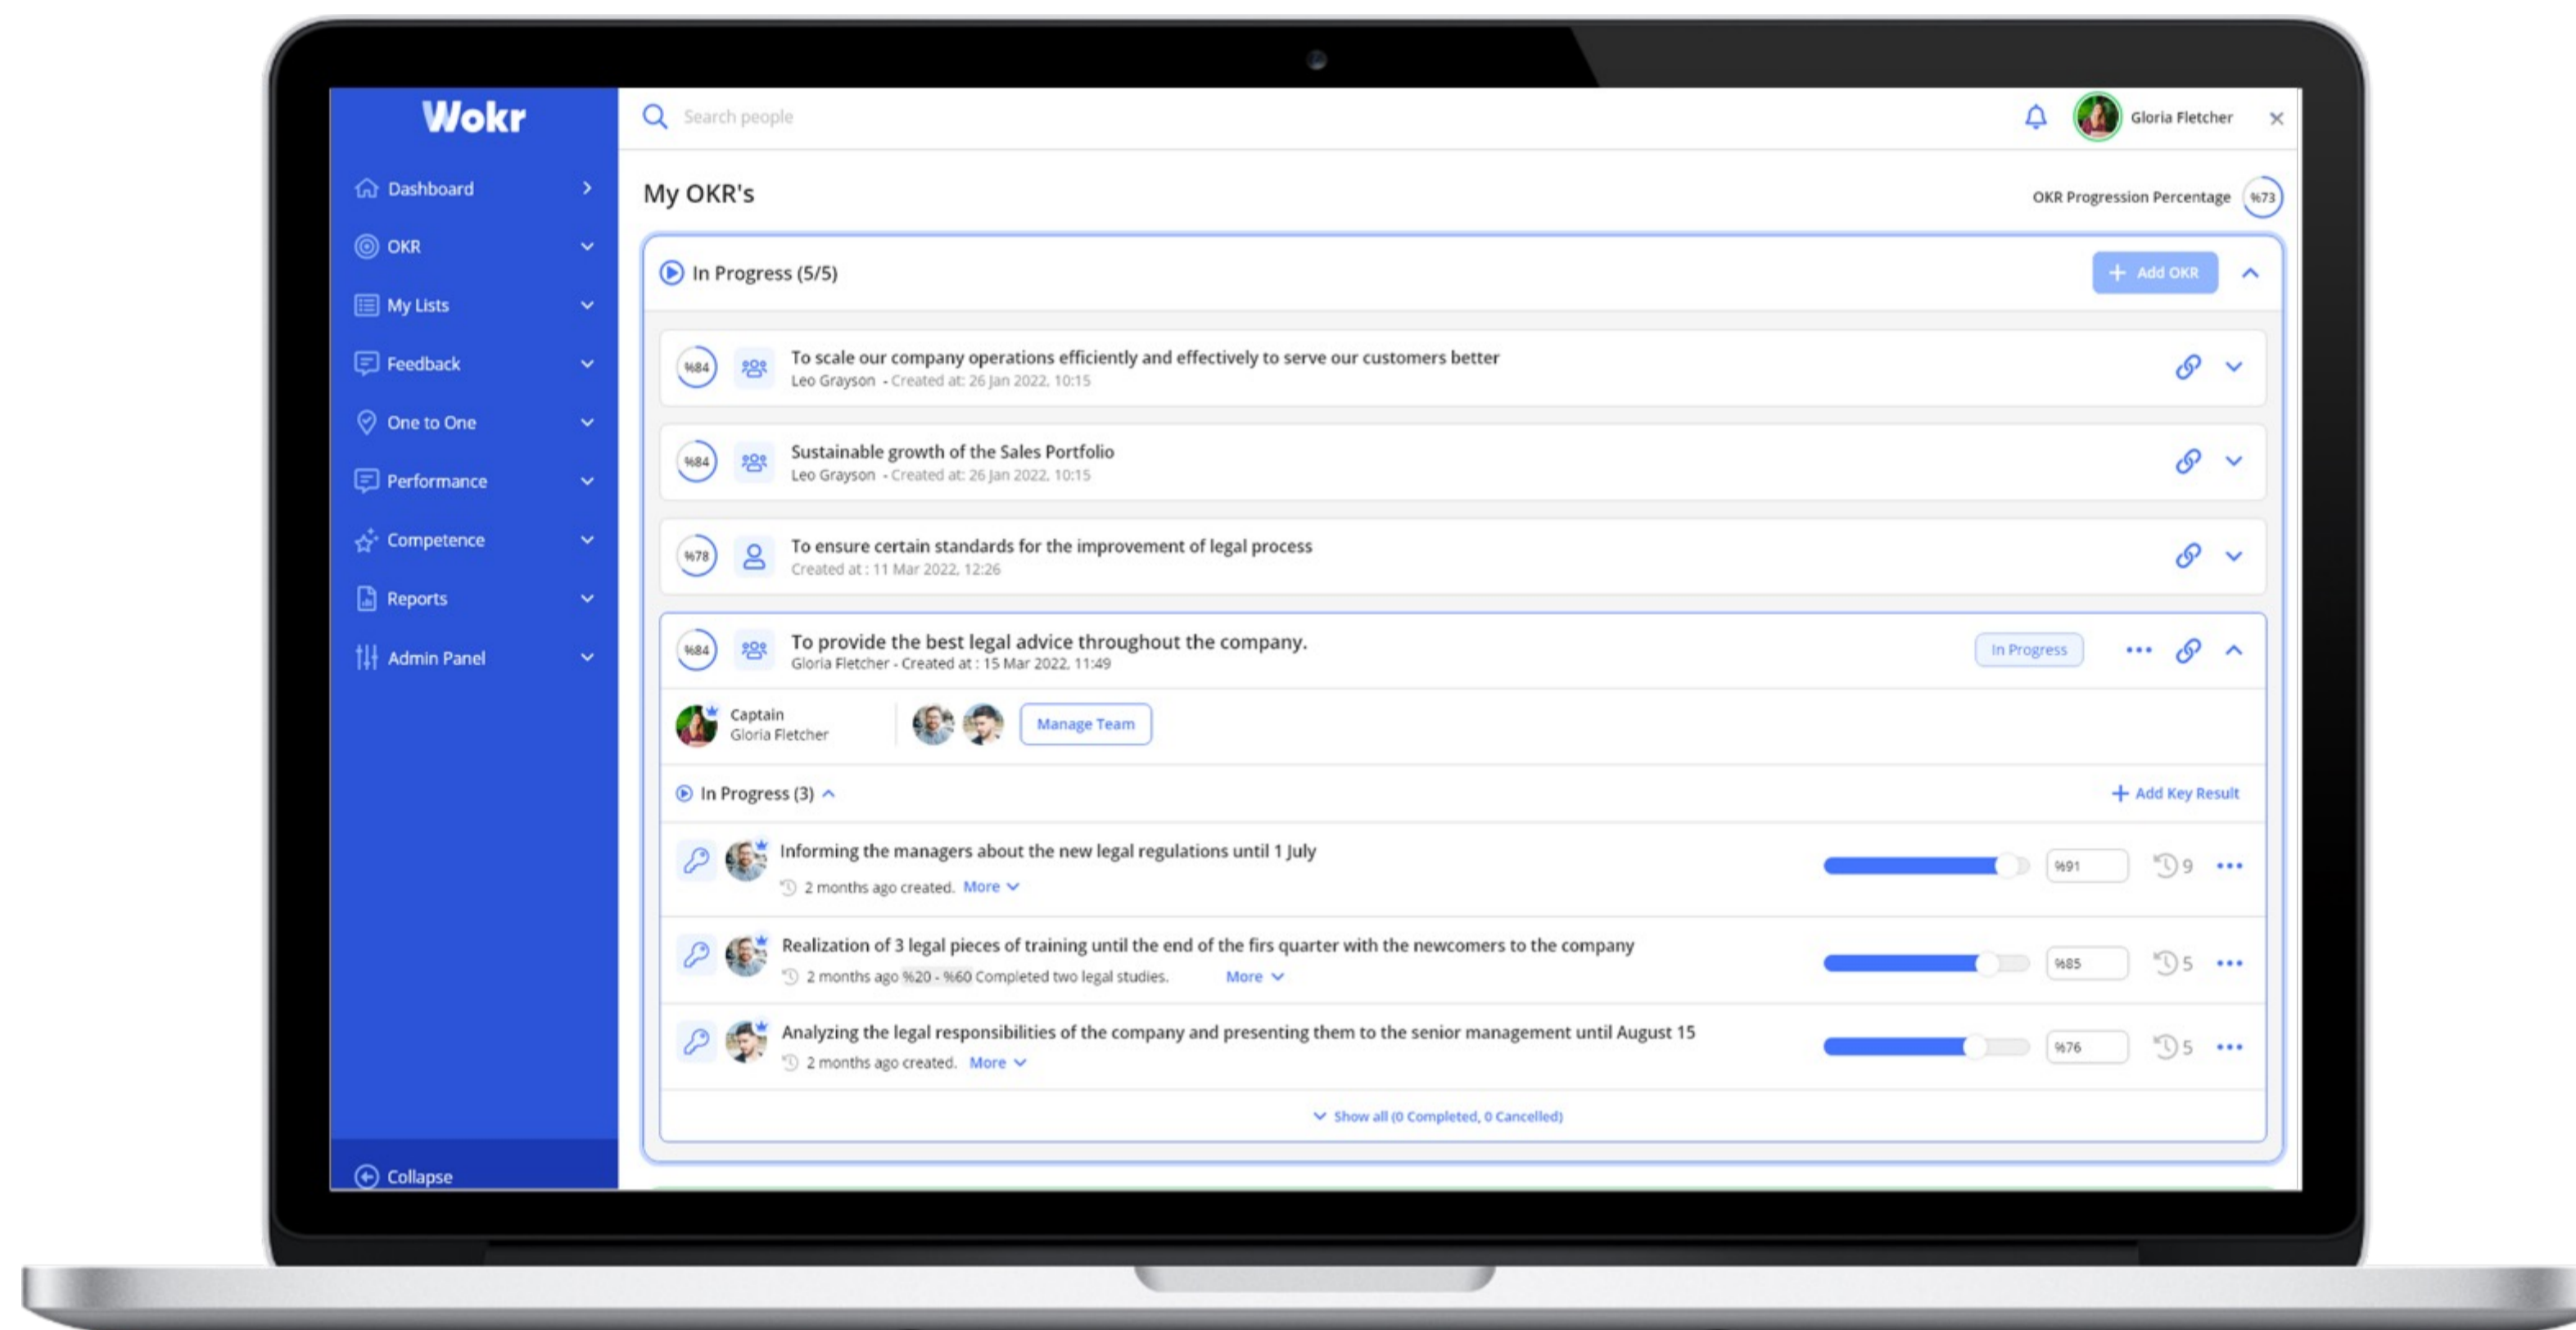 Wokr
Search people
Gloria Fletcher
Dashboard
OKR
My Lists
Feedback
One to One
Performance
Competence
Reports
Admin Panel
Collapse
My OKR's
OKR Progression Percentage %73
In Progress (5/5)
+ Add OKR
%84
To scale our company operations efficiently and effectively to serve our customers better
Leo Grayson - Created at: 26 Jan 2022, 10:15
%84
Sustainable growth of the Sales Portfolio
Leo Grayson - Created at: 26 Jan 2022, 10:15
%78
To ensure certain standards for the improvement of legal process
Created at : 11 Mar 2022, 12:26
%84
To provide the best legal advice throughout the company.
Gloria Fletcher - Created at : 15 Mar 2022, 11:49
In Progress
Captain
Gloria Fletcher
Manage Team
In Progress (3)
+ Add Key Result
Informing the managers about the new legal regulations until 1 July
2 months ago created. More
%91 9
Realization of 3 legal pieces of training until the end of the firs quarter with the newcomers to the company
2 months ago %20 - %60 Completed two legal studies. More
%85 5
Analyzing the legal responsibilities of the company and presenting them to the senior management until August 15
2 months ago created. More
%76 5
Show all (0 Completed, 0 Cancelled)